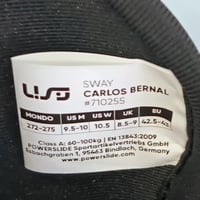 USD
SWAY
CARLOS BERNAL
#710255
MONDO US M US W UK EU
272-275 9.5-10 10.5 8.5-9 42.5-43
Class A: 60-100kg | EN 13843:2009
POWERSLIDE Sportartikelvertriebs GmbH
Esbachgraben 1, 95463 Bindlach, Germany
www.powerslide.com